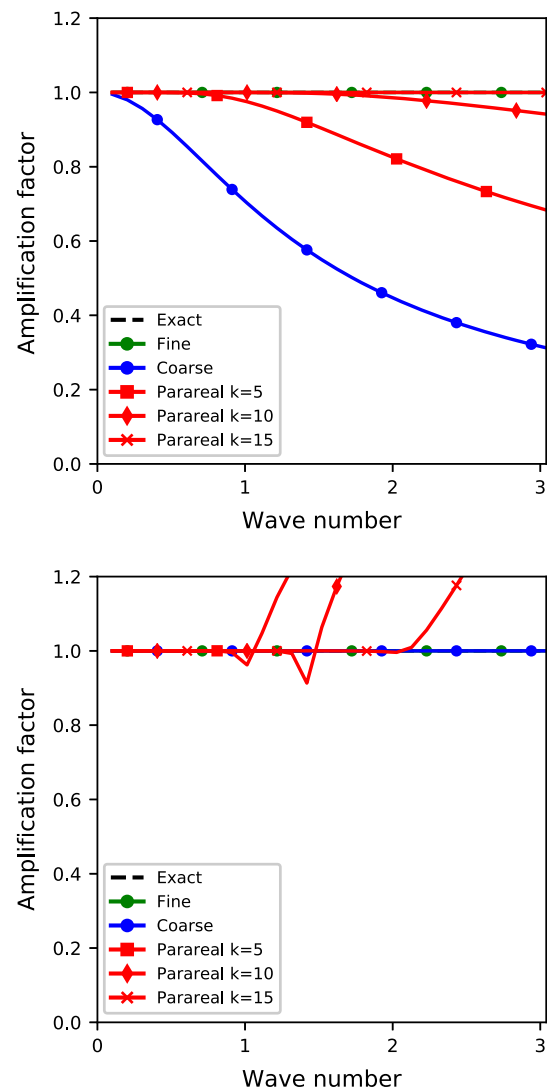 1.2
1.0
0.8
0.6
0.4
0.2
0.0
Amplification factor
Exact
Fine
Coarse
Parareal k=5
Parareal k=10
Parareal k=15
0 1 2 3
Wave number
1.2
1.0
0.8
0.6
0.4
0.2
0.0
Amplification factor
Exact
Fine
Coarse
Parareal k=5
Parareal k=10
Parareal k=15
0 1 2 3
Wave number